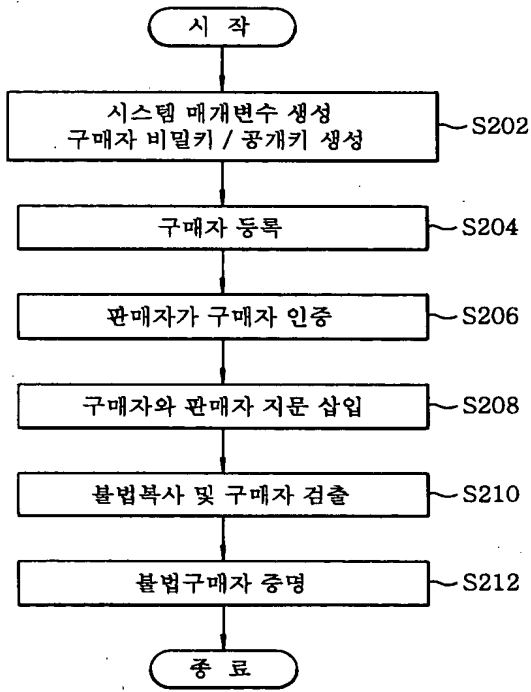 시 작
시스템 매개변수 생성
구매자 비밀키 / 공개키 생성
S202
구매자 등록
S204
판매자가 구매자 인증
S206
구매자와 판매자 지문 삽입
S208
불법복사 및 구매자 검출
S210
불법구매자 증명
S212
종 료